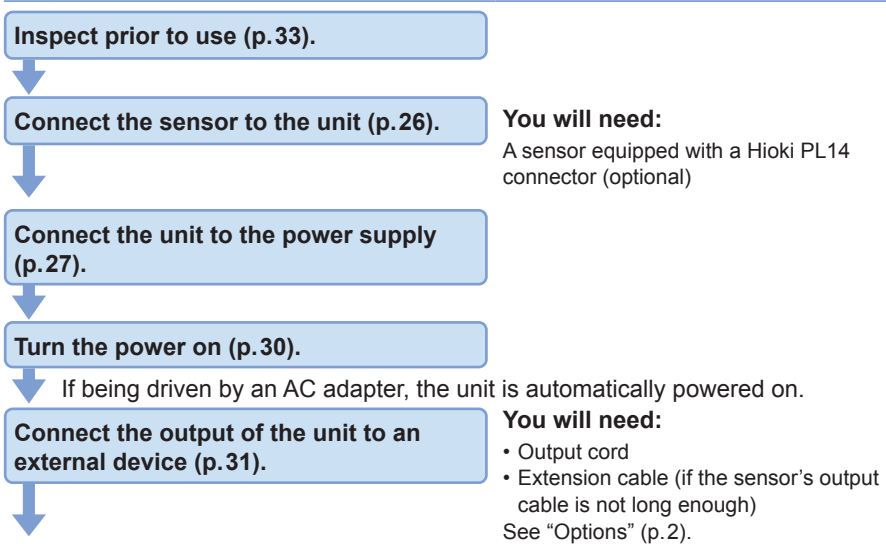 Inspect prior to use (p.33).
Connect the sensor to the unit (p.26).
You will need:
A sensor equipped with a Hioki PL14
connector (optional)
Connect the unit to the power supply
(p.27).
Turn the power on (p.30).
If being driven by an AC adapter, the unit is automatically powered on.
Connect the output of the unit to an
external device (p.31).
You will need:
• Output cord
• Extension cable (if the sensor’s output
cable is not long enough)
See “Options” (p.2).